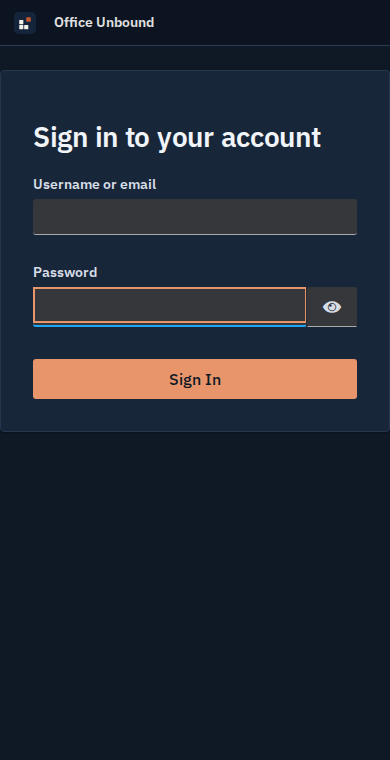 Office Unbound
Sign in to your account
Username or email
Password
Sign In